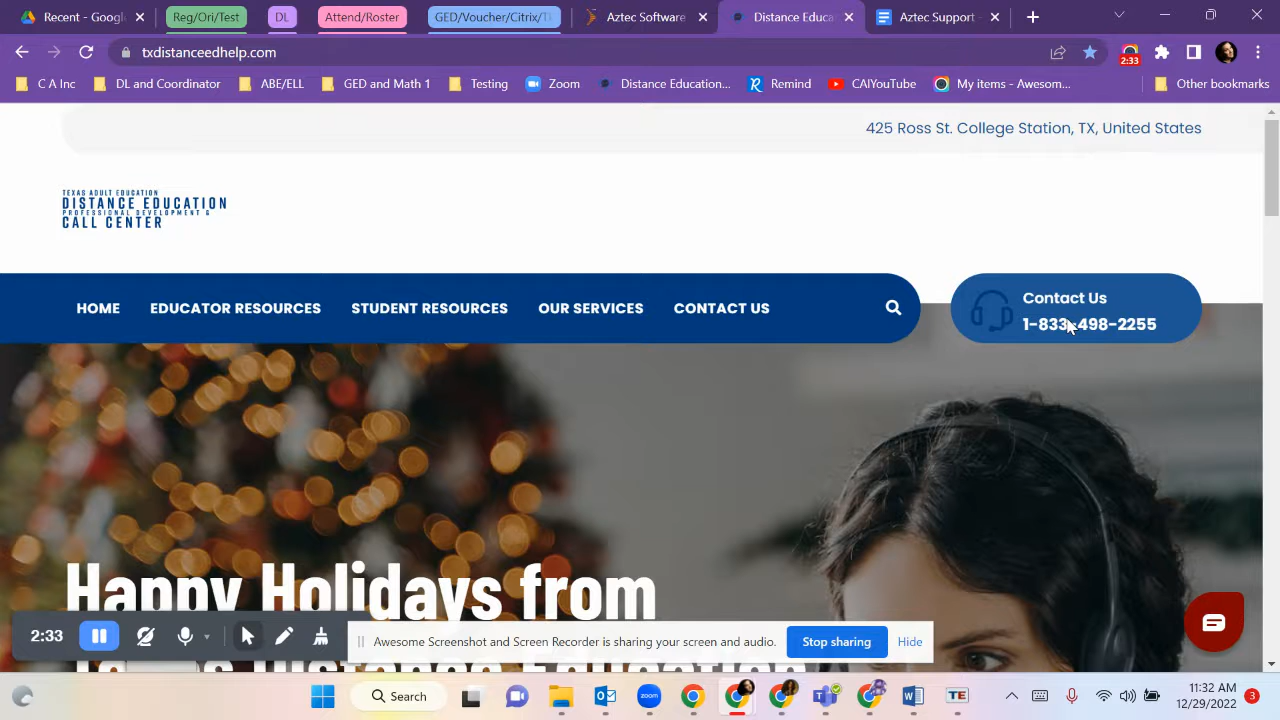 Recent - Googl
Reg/Ori/Test
DL
Attend/Roster
GED/Voucher/Citrix/
Aztec Software
Distance Educa
Aztec Support -
txdistanceedhelp.com
2:33
C A Inc
DL and Coordinator
ABE/ELL
GED and Math 1
Testing
Zoom
Distance Education...
Remind
CAIYouTube
My items - Awesom...
Other bookmarks
425 Ross St. College Station, TX, United States
TEXAS ADULT EDUCATION
DISTANCE EDUCATION
PROFESSIONAL DEVELOPMENT &
CALL CENTER
HOME
EDUCATOR RESOURCES
STUDENT RESOURCES
OUR SERVICES
CONTACT US
Contact Us
1-833-498-2255
Happy Holidays from
2:33
Awesome Screenshot and Screen Recorder is sharing your screen and audio.
Stop sharing
Hide
Search
zoom
TE
11:32 AM
12/29/2022
3